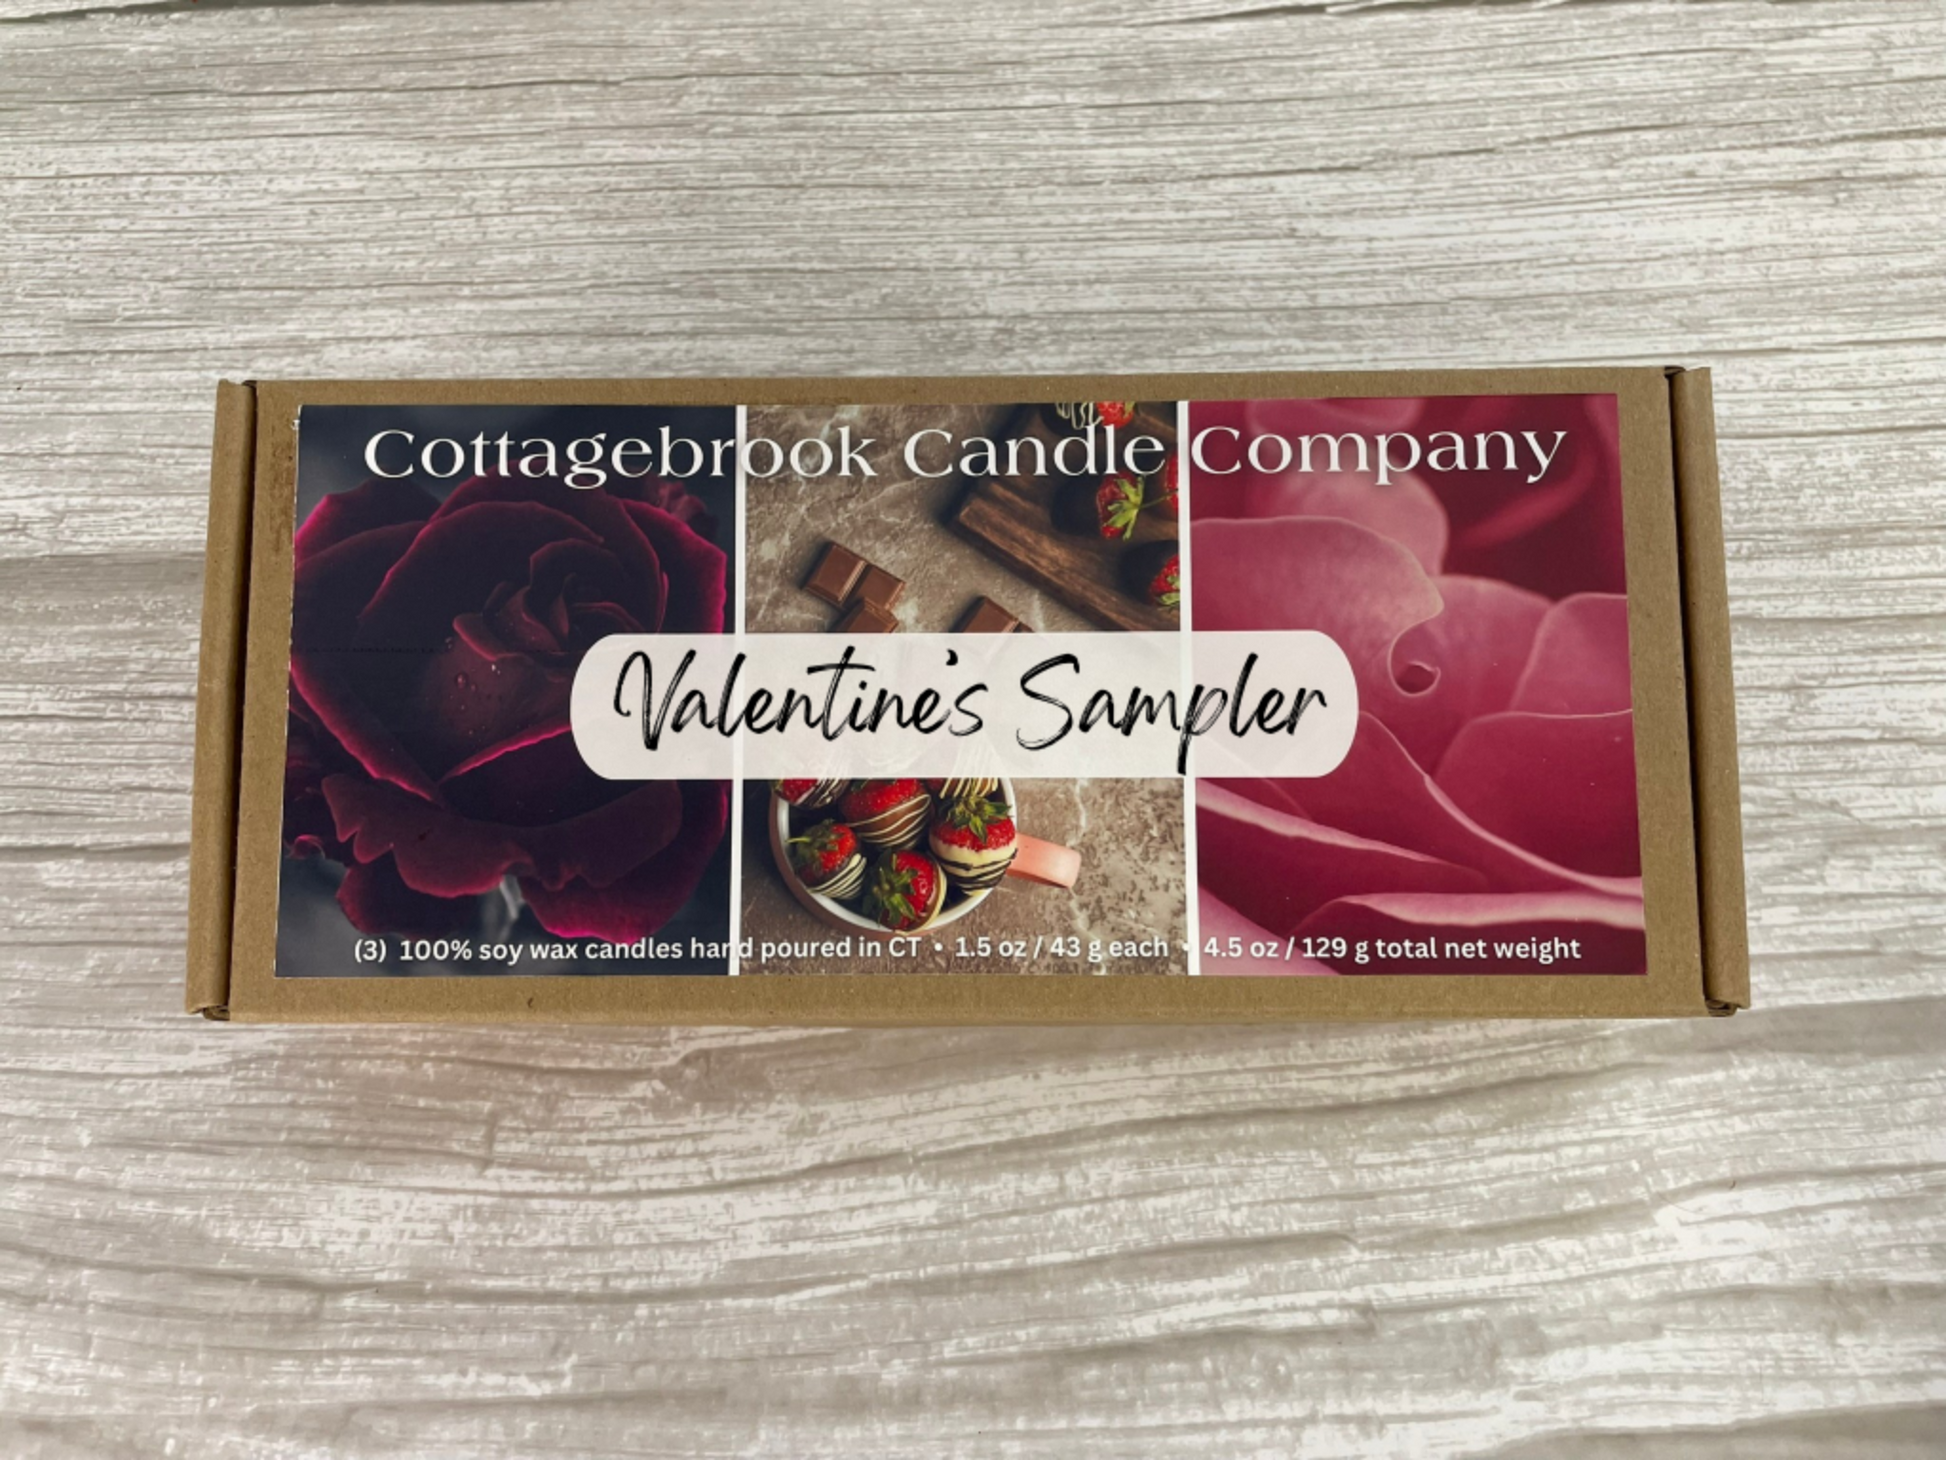 Cottagebrook Candle Company
Valentine's Sampler
(3) 100% soy wax candles hand poured in CT • 1.5 oz / 43 g each • 4.5 oz / 129 g total net weight